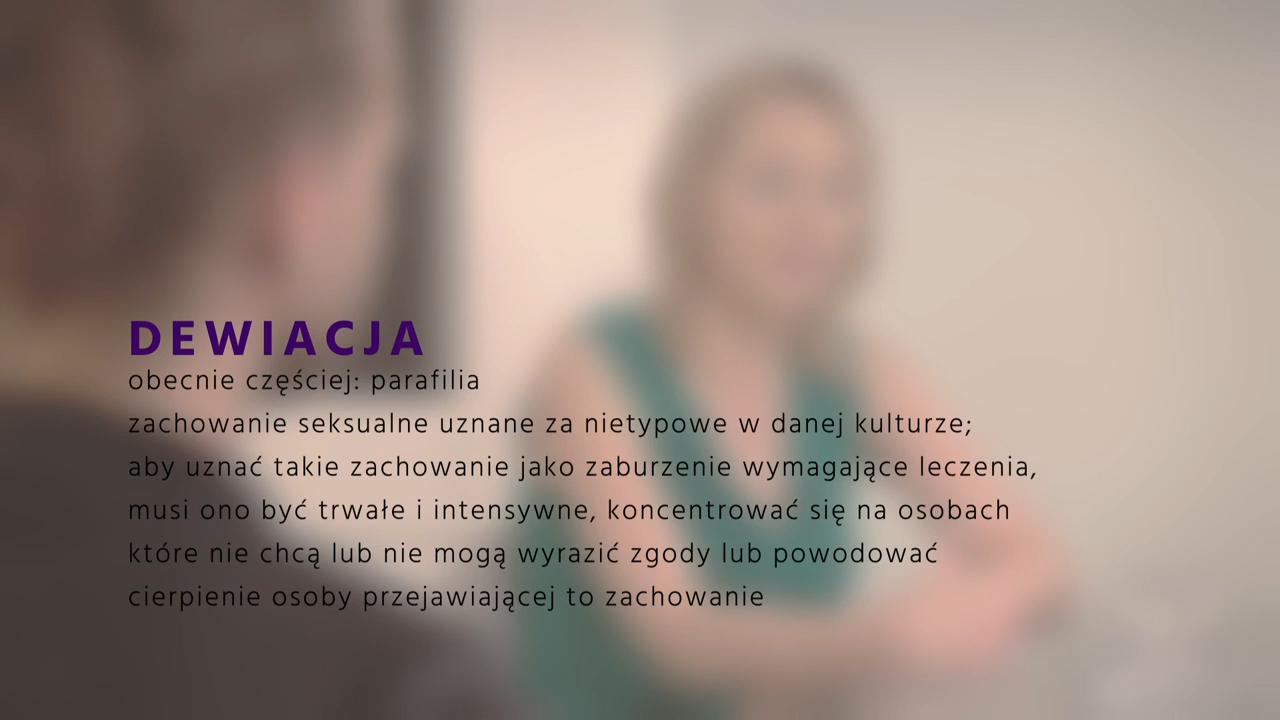 DEWIACJA
obecnie częściej: parafilia
zachowanie seksualne uznane za nietypowe w danej kulturze;
aby uznać takie zachowanie jako zaburzenie wymagające leczenia,
musi ono być trwałe i intensywne, koncentrować się na osobach
które nie chcą lub nie mogą wyrazić zgody lub powodować
cierpienie osoby przejawiającej to zachowanie